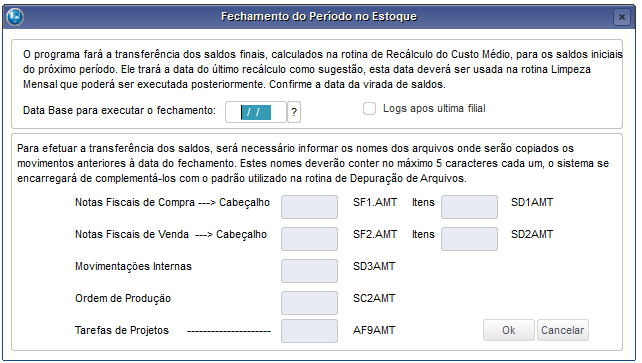 Fechamento do Período no Estoque
O programa fará a transferência dos saldos finais, calculados na rotina de Recálculo do Custo Médio, para os saldos iniciais
do próximo período. Ele trará a data do último recálculo como sugestão, esta data deverá ser usada na rotina Limpeza
Mensal que poderá ser executada posteriormente. Confirme a data da virada de saldos.
Data Base para executar o fechamento: / / ? Logs apos ultima filial
Para efetuar a transferência dos saldos, será necessário informar os nomes dos arquivos onde serão copiados os
movimentos anteriores à data do fechamento. Estes nomes deverão conter no máximo 5 caracteres cada um, o sistema se
encarregará de complementá-los com o padrão utilizado na rotina de Depuração de Arquivos.
Notas Fiscais de Compra ---> Cabeçalho SF1.AMT Itens SD1AMT
Notas Fiscais de Venda ---> Cabeçalho SF2.AMT Itens SD2AMT
Movimentações Internas SD3AMT
Ordem de Produção SC2AMT
Tarefas de Projetos --------------------- AF9AMT
Ok Cancelar